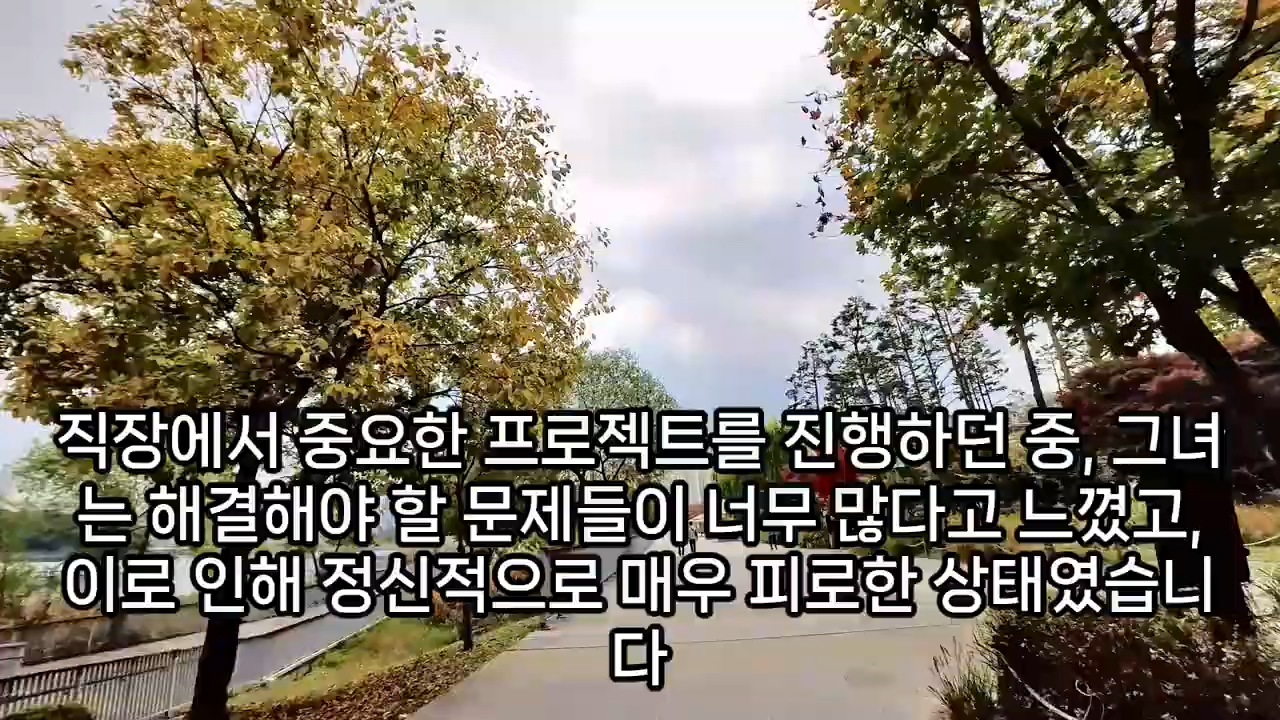 직장에서 중요한 프로젝트를 진행하던 중, 그녀
는 해결해야 할 문제들이 너무 많다고 느꼈고,
이로 인해 정신적으로 매우 피로한 상태였습니
다